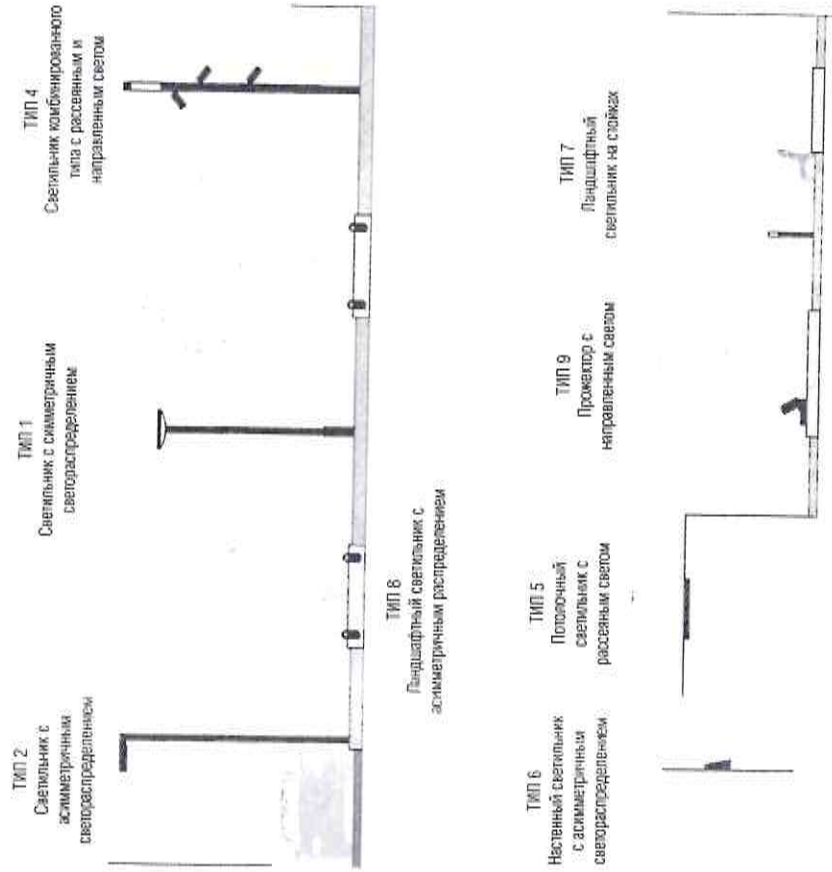 ТИП 2
Светильник с
асимметричным
светораспределением
ТИП 1
Светильник с симметричным
светораспределением
ТИП 4
Светильник комбинированного
типа с рассеянным и
направленным светом
ТИП 8
Ландшафтный светильник с
асимметричным распределением
ТИП 6
Настенный светильник
с асимметричным
светораспределением
ТИП 5
Потолочный
светильник с
рассеяным светом
ТИП 9
Прожектор с
направленным светом
ТИП 7
Ландшафтный
светильник на стойках